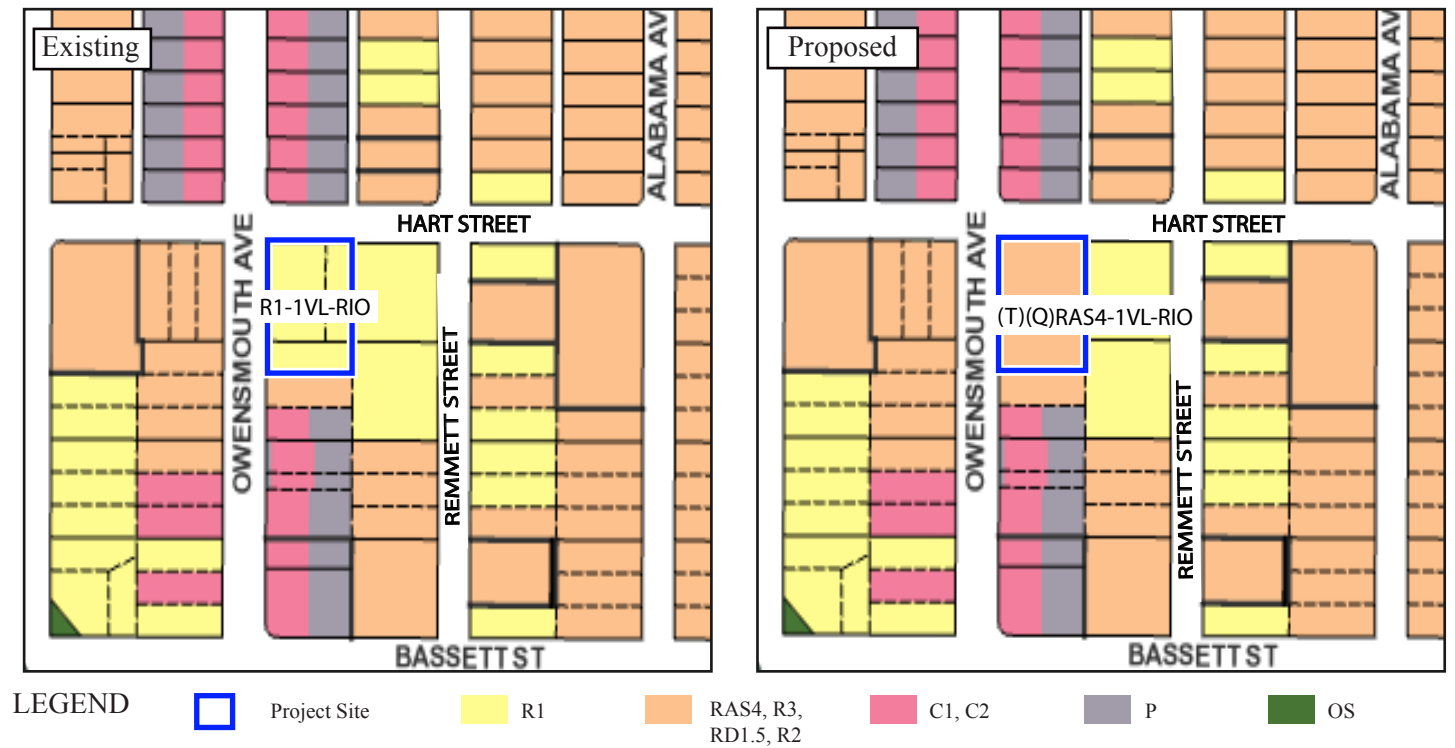 Existing
ALABAMA AV
HART STREET
OWENSMOUTH AVE
R1-1VL-RIO
REMMETT STREET
BASSETT ST
Proposed
ALABAMA AV
HART STREET
OWENSMOUTH AVE
(T)(Q)RAS4-1VL-RIO
REMMETT STREET
BASSETT ST
LEGEND
Project Site
R1
RAS4, R3,
RD1.5, R2
C1, C2
P
OS